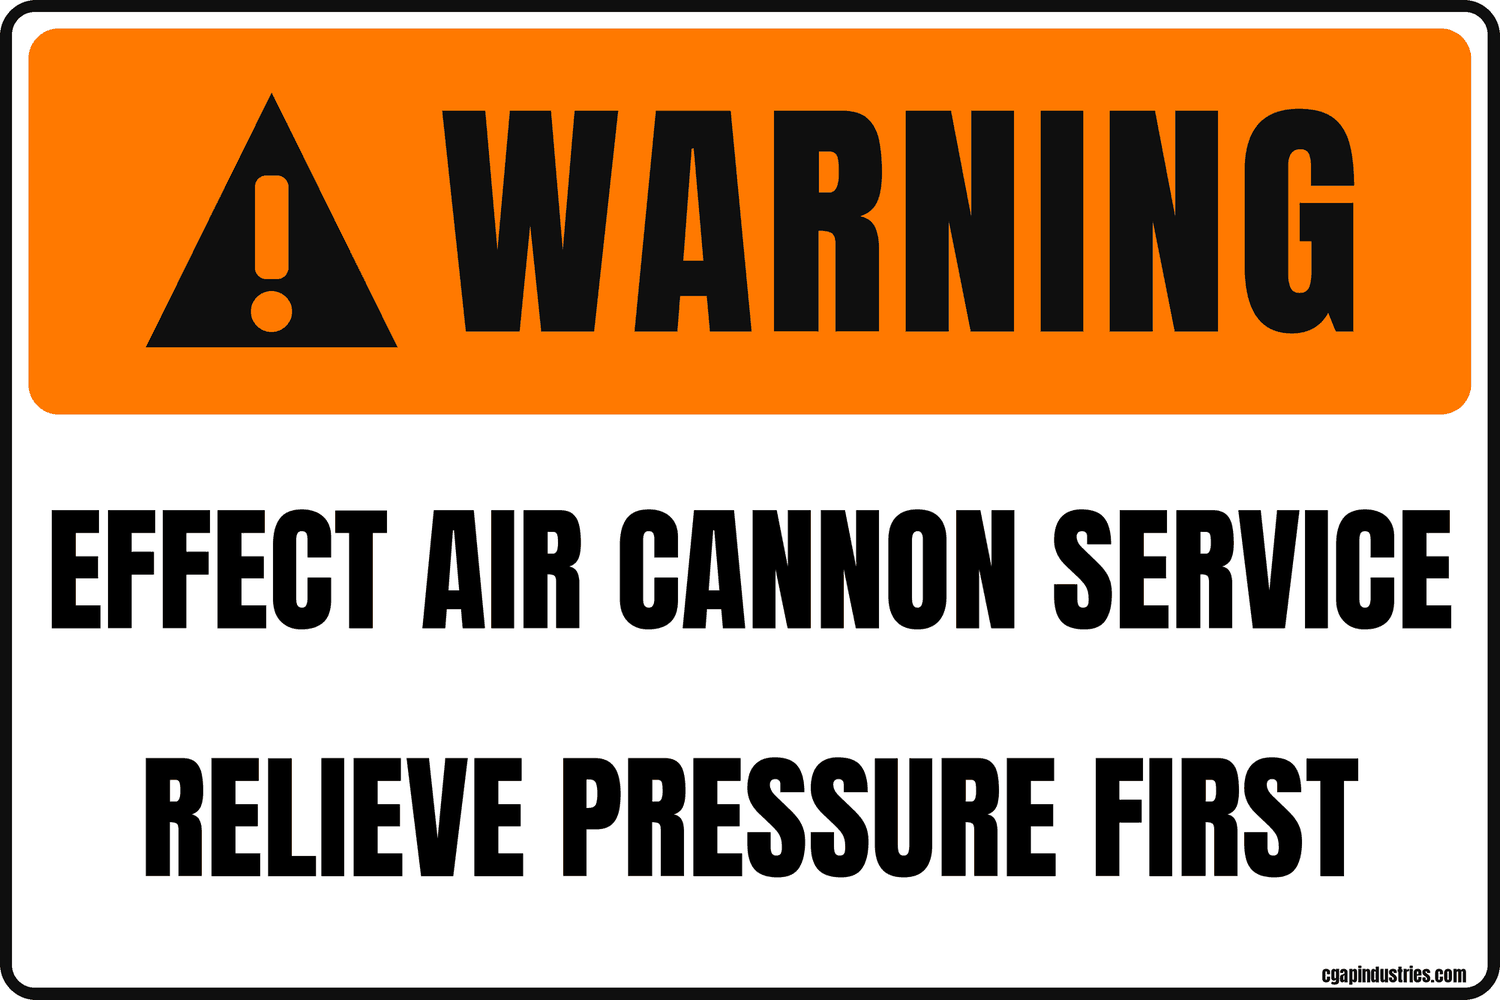 WARNING
EFFECT AIR CANNON SERVICE
RELIEVE PRESSURE FIRST
cgapindustries.com